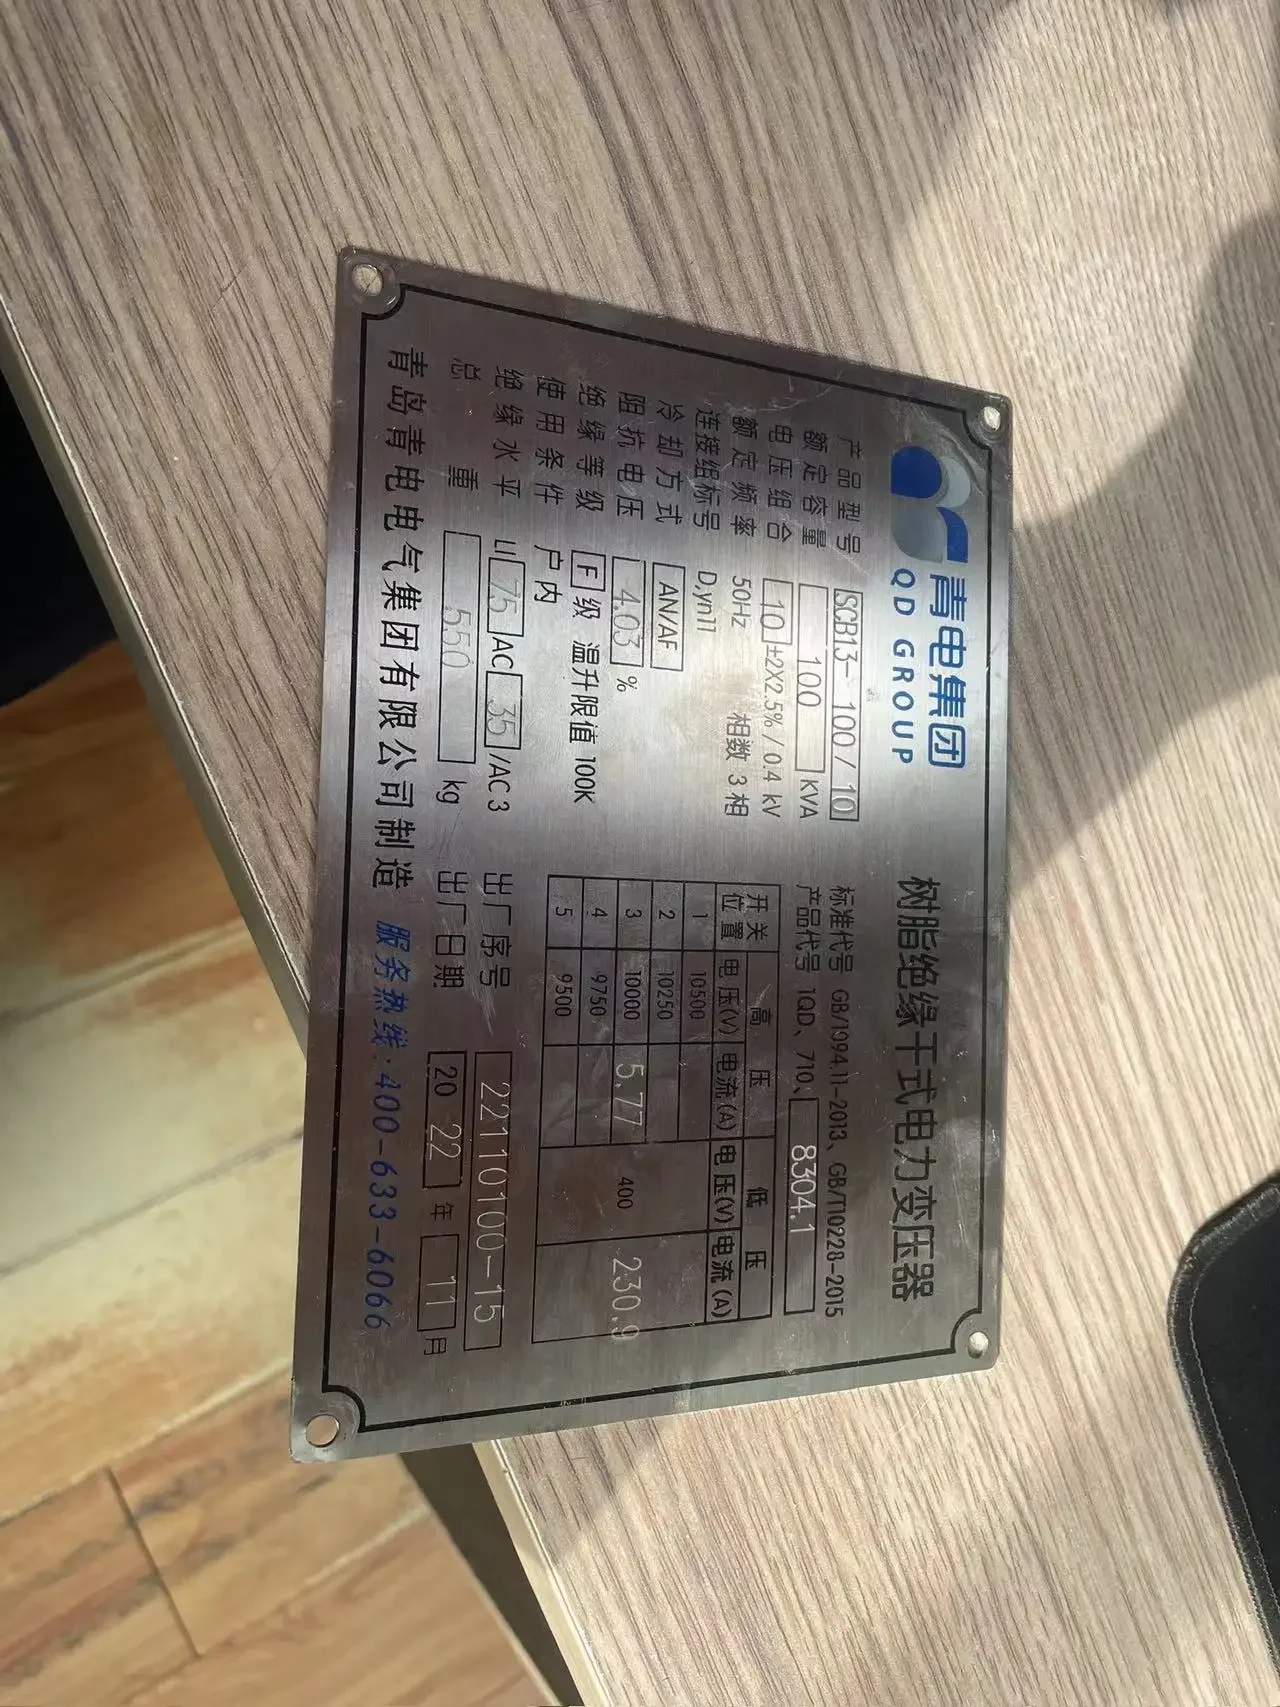 青电集团
QD GROUP
树脂绝缘干式电力变压器
产品型号 SCB13-100/10
额定容量 100 KVA
电压组合 10 ±2X2.5% / 0.4 kV
额定频率 50Hz 相数 3 相
连接组标号 D,yn11
冷却方式 AN/AF
阻抗电压 4.03 %
绝缘等级 F 级 温升限值 100K
使用条件 户内
绝缘水平 LI 75 AC 35 /AC 3
总重 550 kg
标准代号 GB/1094.11-2013、GB/T10228-2015
产品代号 1QD、710、8304.1
开关位置 高压 低压
电压(V) 电流(A) 电压(V) 电流(A)
1 10500
2 10250
3 10000 5.77 400 230.9
4 9750
5 9500
出厂序号 22110100-15
出厂日期 20 22 年 11 月
青岛青电电气集团有限公司制造 服务热线:400-633-6066